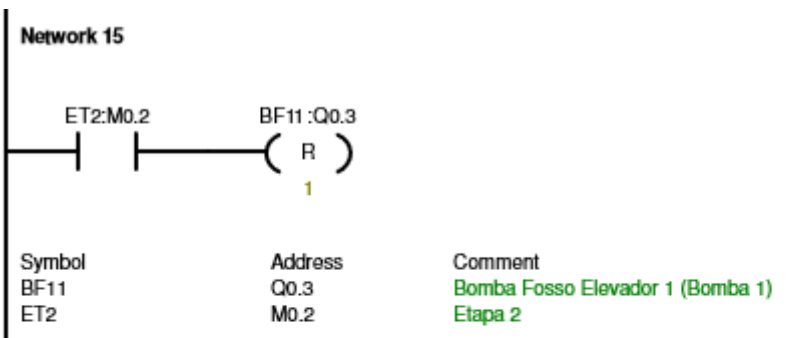 Network 15
ET2:M0.2 BF11:Q0.3
R
1
Symbol Address Comment
BF11 Q0.3 Bomba Fosso Elevador 1 (Bomba 1)
ET2 M0.2 Etapa 2